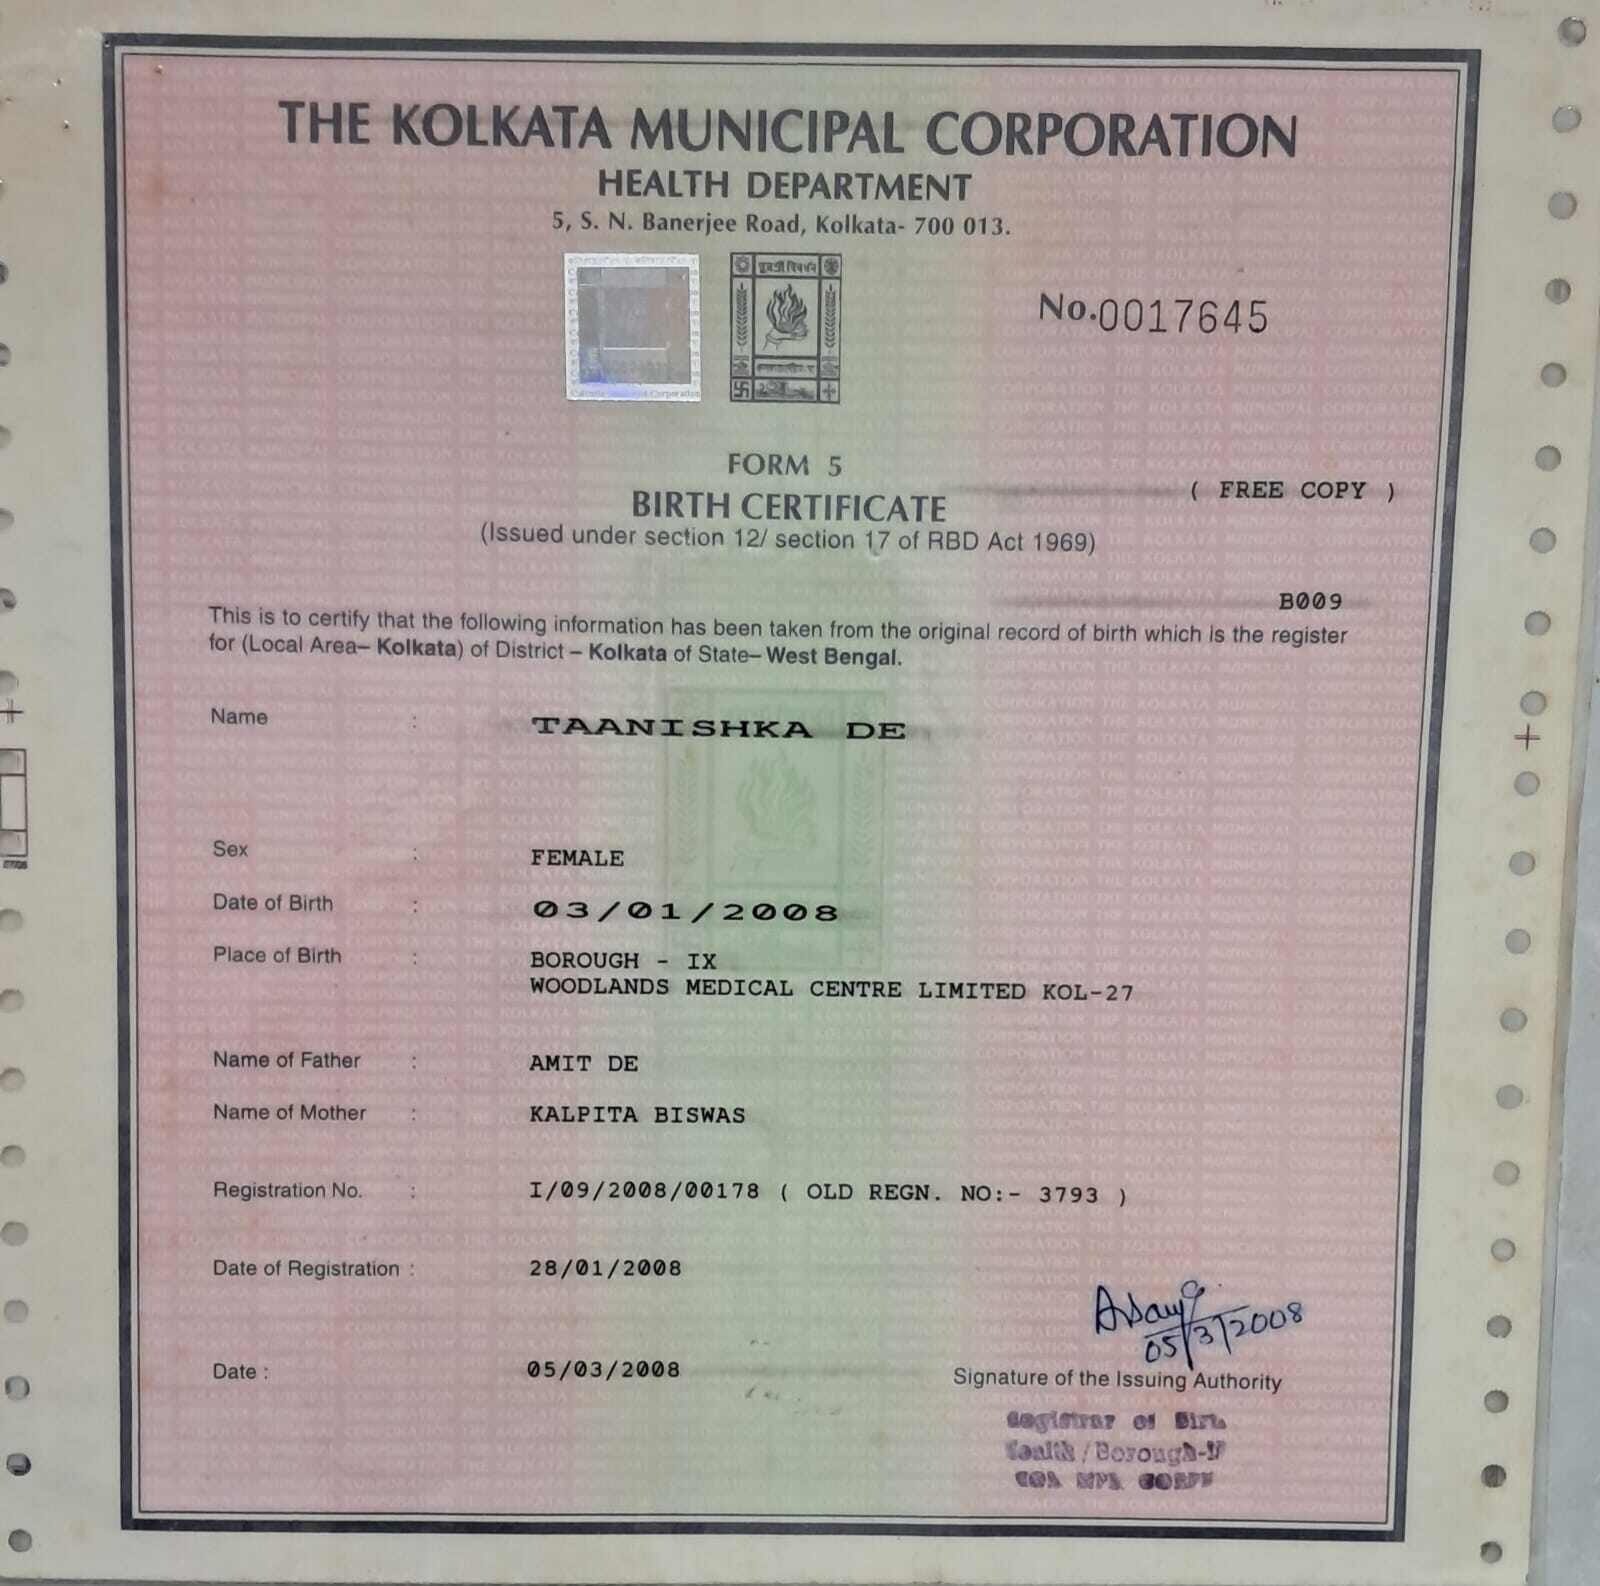 THE KOLKATA MUNICIPAL CORPORATION
HEALTH DEPARTMENT
5, S. N. Banerjee Road, Kolkata- 700 013.
No.0017645
FORM 5
BIRTH CERTIFICATE
( FREE COPY )
(Issued under section 12/ section 17 of RBD Act 1969)
B009
This is to certify that the following information has been taken from the original record of birth which is the register
for (Local Area– Kolkata) of District – Kolkata of State– West Bengal.
Name : TAANISHKA DE
Sex : FEMALE
Date of Birth : 03/01/2008
Place of Birth : BOROUGH - IX
WOODLANDS MEDICAL CENTRE LIMITED KOL-27
Name of Father : AMIT DE
Name of Mother : KALPITA BISWAS
Registration No. : I/09/2008/00178 ( OLD REGN. NO:- 3793 )
Date of Registration : 28/01/2008
05/3/2008
Date : 05/03/2008
Signature of the Issuing Authority
Registrar of
Health/Borough-